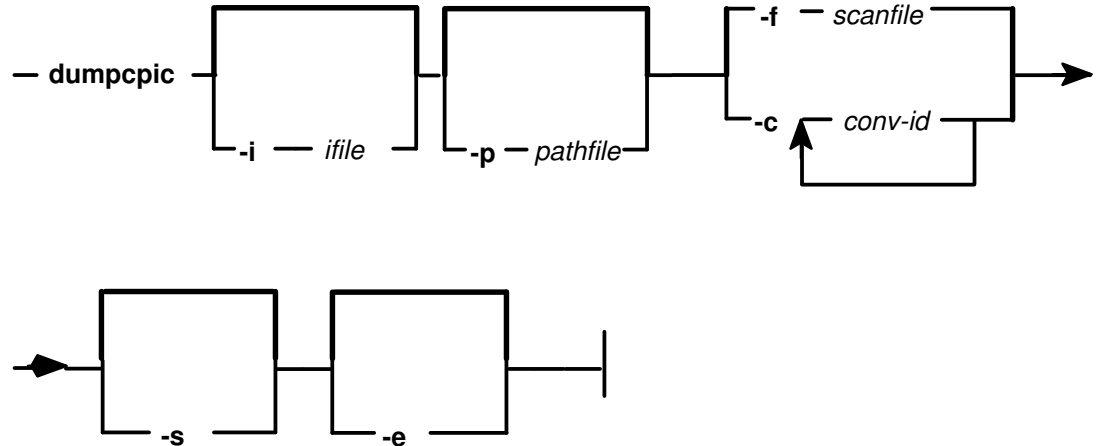 -f scanfile
dumpcpic
-c conv-id
-i ifile -p pathfile
-s -e